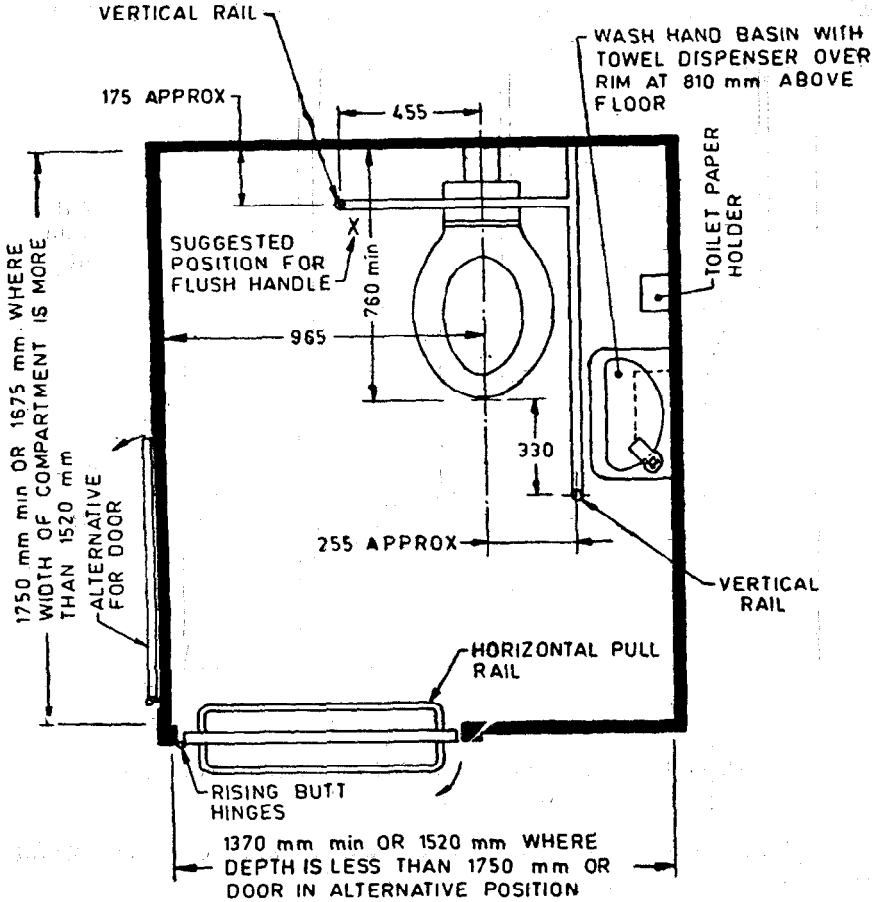 VERTICAL RAIL
WASH HAND BASIN WITH
TOWEL DISPENSER OVER
RIM AT 810 mm ABOVE
FLOOR
175 APPROX
455
TOILET PAPER
HOLDER
SUGGESTED
POSITION FOR
FLUSH HANDLE
X
760 min
965
1750 mm min OR 1675 mm WHERE
WIDTH OF COMPARTMENT IS MORE
THAN 1520 mm
ALTERNATIVE
FOR DOOR
330
255 APPROX
VERTICAL
RAIL
HORIZONTAL PULL
RAIL
RISING BUTT
HINGES
1370 mm min OR 1520 mm WHERE
DEPTH IS LESS THAN 1750 mm OR
DOOR IN ALTERNATIVE POSITION